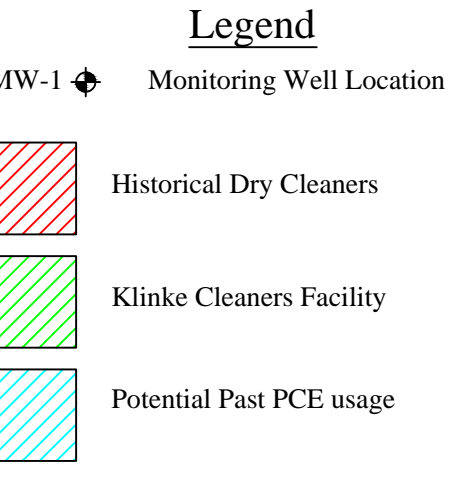 Legend
MW-1 Monitoring Well Location
Historical Dry Cleaners
Klinke Cleaners Facility
Potential Past PCE usage